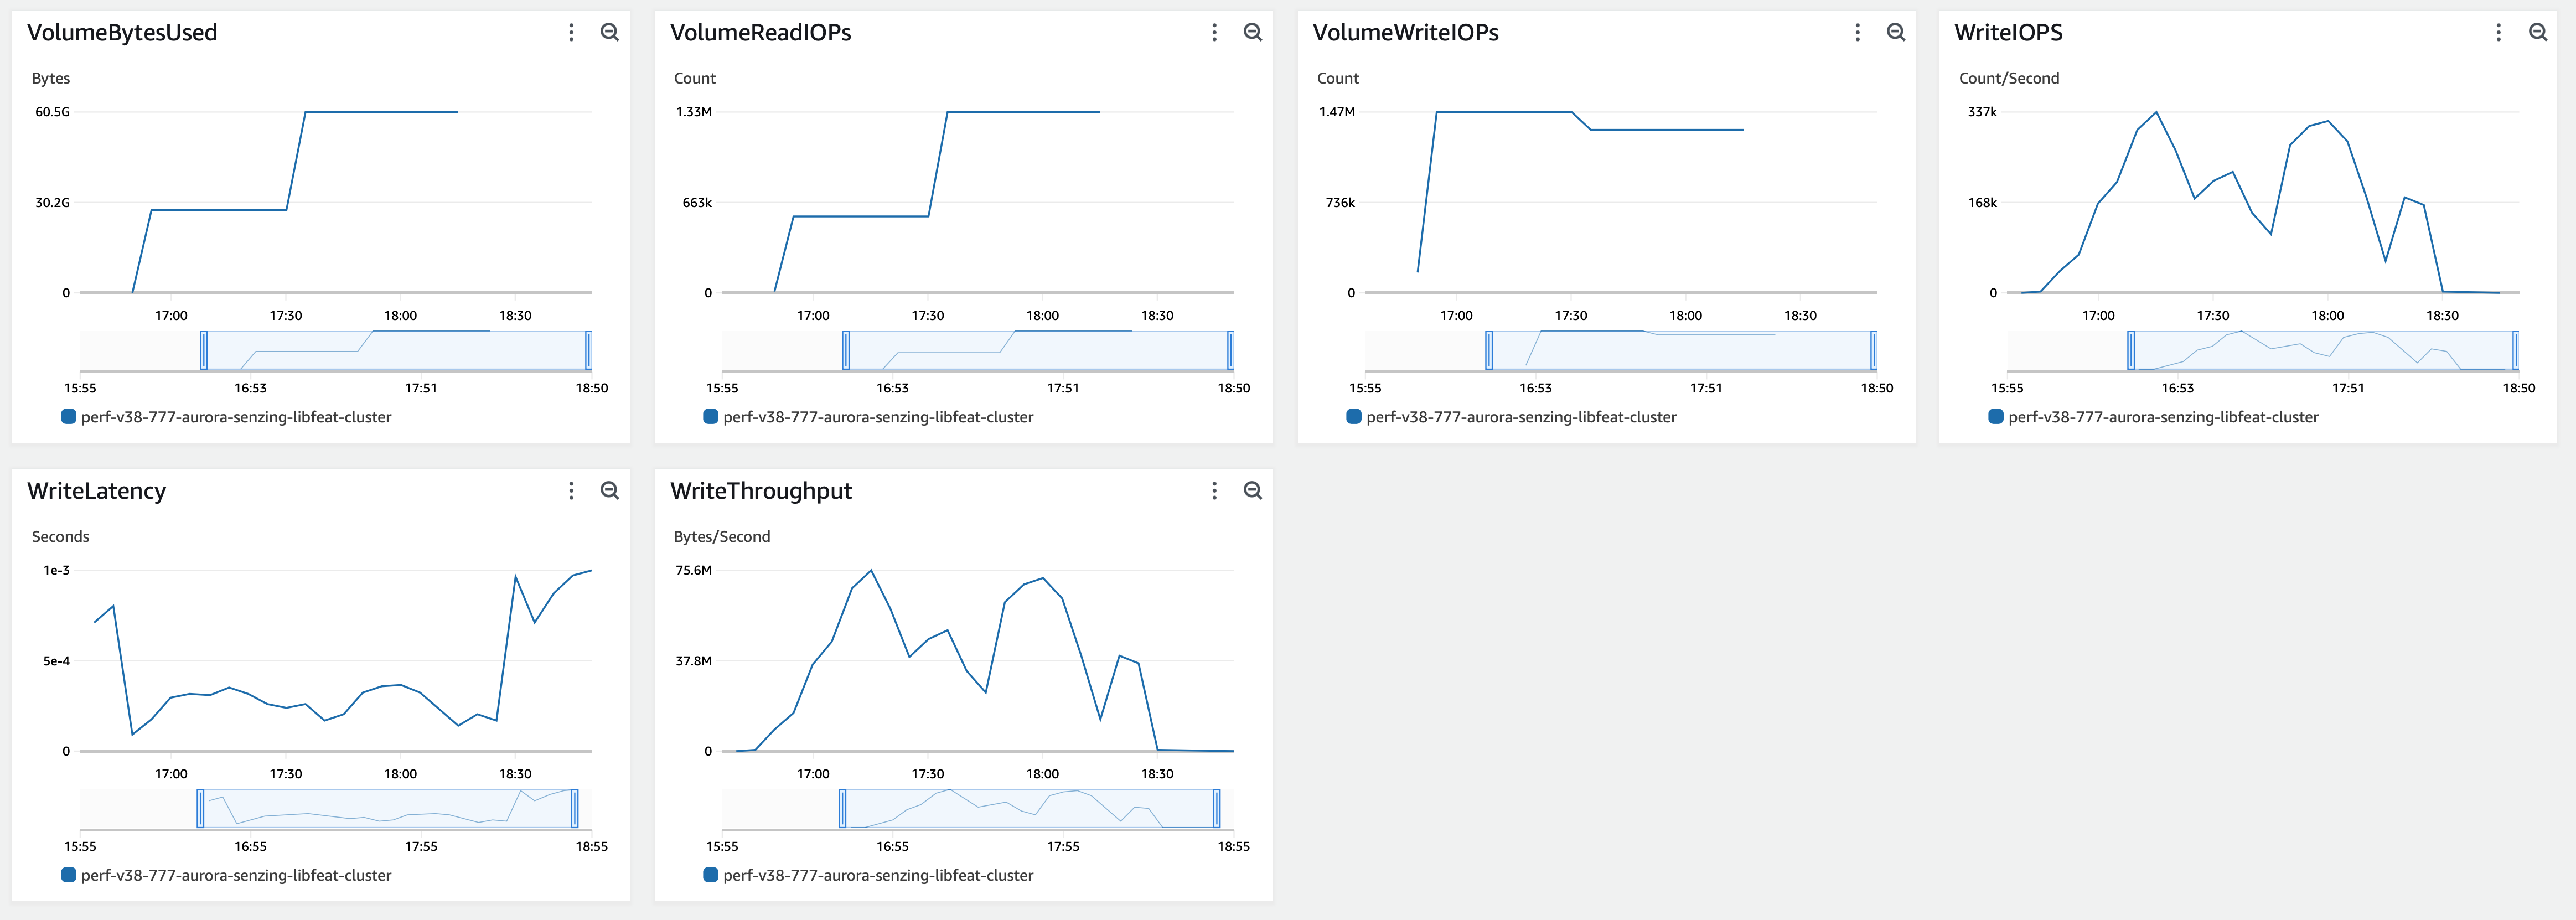 VolumeBytesUsed
Bytes
60.5G
30.2G
0
17:00 17:30 18:00 18:30
15:55 16:53 17:51 18:50
perf-v38-777-aurora-senzing-libfeat-cluster
VolumeReadIOPs
Count
1.33M
663k
0
17:00 17:30 18:00 18:30
15:55 16:53 17:51 18:50
perf-v38-777-aurora-senzing-libfeat-cluster
VolumeWriteIOPs
Count
1.47M
736k
0
17:00 17:30 18:00 18:30
15:55 16:53 17:51 18:50
perf-v38-777-aurora-senzing-libfeat-cluster
WriteIOPS
Count/Second
337k
168k
0
17:00 17:30 18:00 18:30
15:55 16:53 17:51 18:50
perf-v38-777-aurora-senzing-libfeat-cluster
WriteLatency
Seconds
1e-3
5e-4
0
17:00 17:30 18:00 18:30
15:55 16:55 17:55 18:55
perf-v38-777-aurora-senzing-libfeat-cluster
WriteThroughput
Bytes/Second
75.6M
37.8M
0
17:00 17:30 18:00 18:30
15:55 16:55 17:55 18:55
perf-v38-777-aurora-senzing-libfeat-cluster